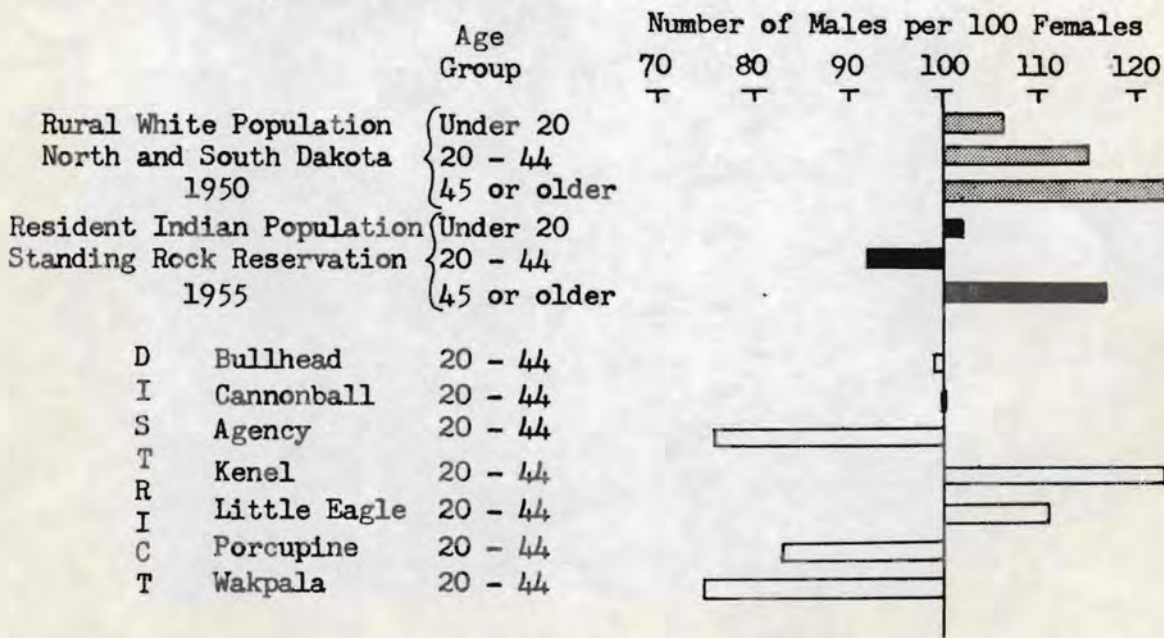 Age
Group
Number of Males per 100 Females
70 80 90 100 110 120
Rural White Population Under 20
North and South Dakota 20 - 44
1950 45 or older
Resident Indian Population Under 20
Standing Rock Reservation 20 - 44
1955 45 or older
DISTRICT
Bullhead 20 - 44
Cannonball 20 - 44
Agency 20 - 44
Kenel 20 - 44
Little Eagle 20 - 44
Porcupine 20 - 44
Wakpala 20 - 44